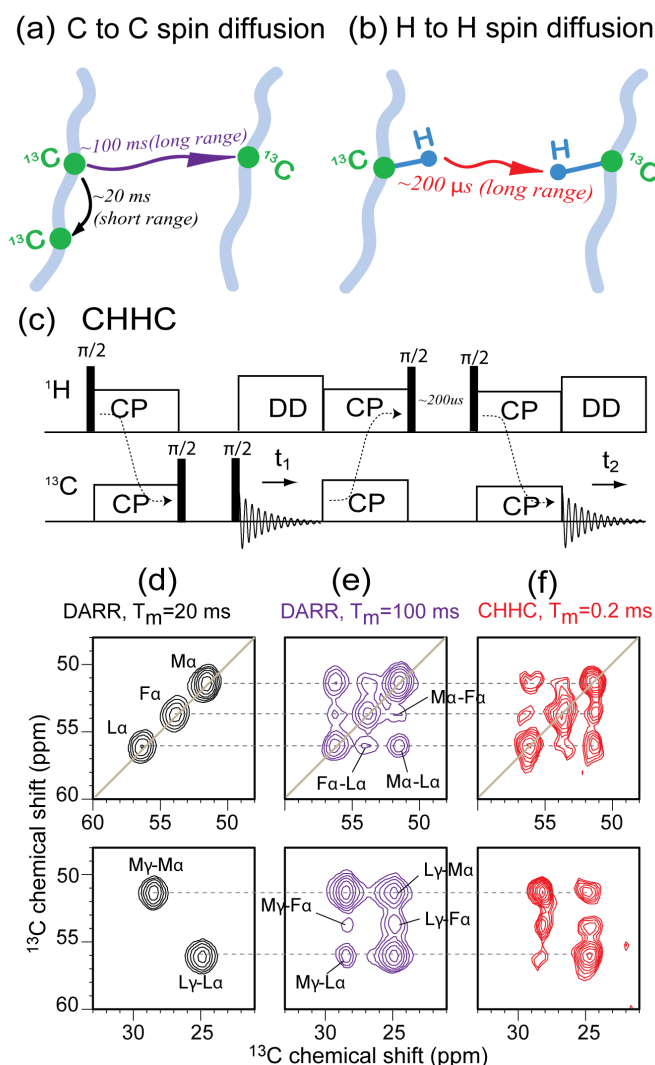 (a) C to C spin diffusion
(b) H to H spin diffusion
¹³C
~100 ms(long range)
¹³C
~20 ms
(short range)
¹³C
¹³C
H
H
¹³C
~200 µs (long range)
(c) CHHC
π/2
π/2
π/2
¹H
CP
DD
CP
~200us
CP
DD
π/2
π/2
¹³C
CP
t₁
CP
CP
t₂
(d)
(e)
(f)
DARR, Tm=20 ms
DARR, Tm=100 ms
CHHC, Tm=0.2 ms
50
55
60
60
55
50
Mα
Fα
Lα
55
50
Mα-Fα
Fα-Lα
Mα-Lα
55
50
¹³C chemical shift (ppm)
50
55
60
30
25
Mγ-Mα
Lγ-Lα
30
25
Lγ-Mα
Mγ-Fα
Lγ-Fα
Mγ-Lα
30
25
¹³C chemical shift (ppm)